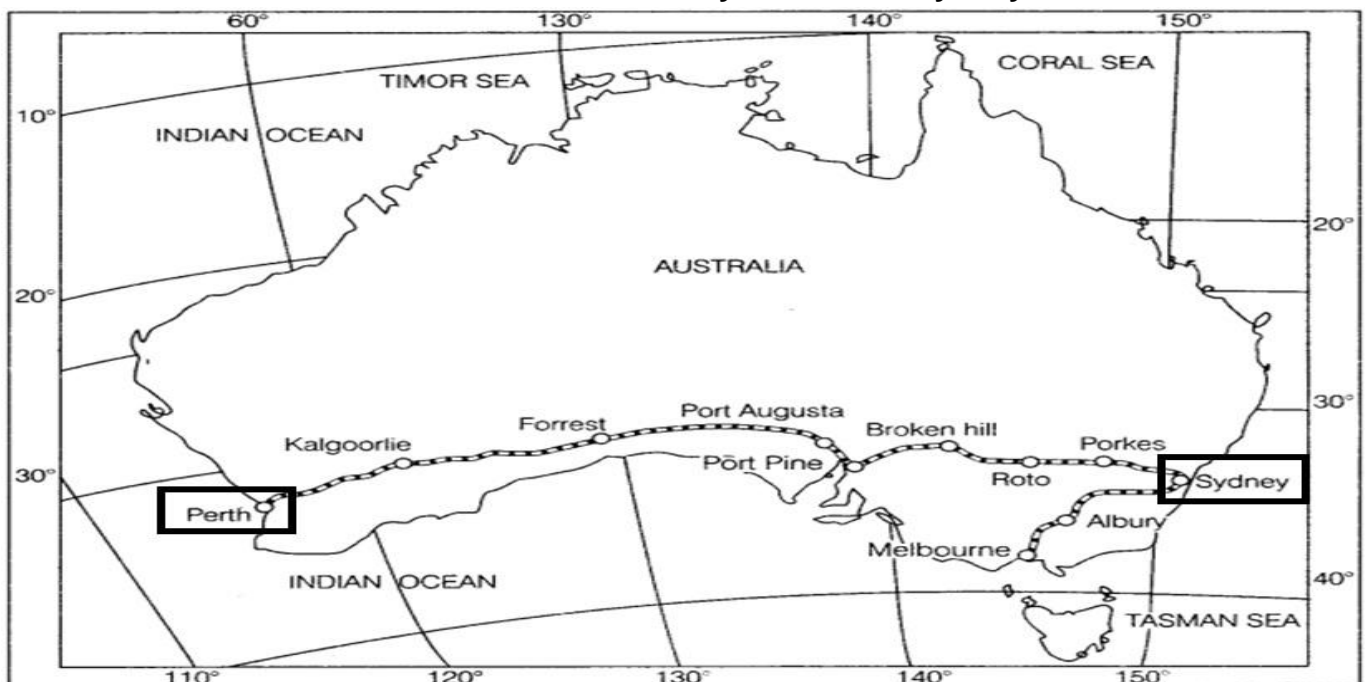 60° 130° 140° 150°
TIMOR SEA
CORAL SEA
10°
INDIAN OCEAN
20°
AUSTRALIA
20°
30°
Forrest
Port Augusta
Kalgoorlie
Broken hill
Porkes
30°
Pōrt Pine
Roto
Sydney
Perth
Albury
Melbourne
INDIAN OCEAN
40°
TASMAN SEA
110° 120° 130° 140° 150°